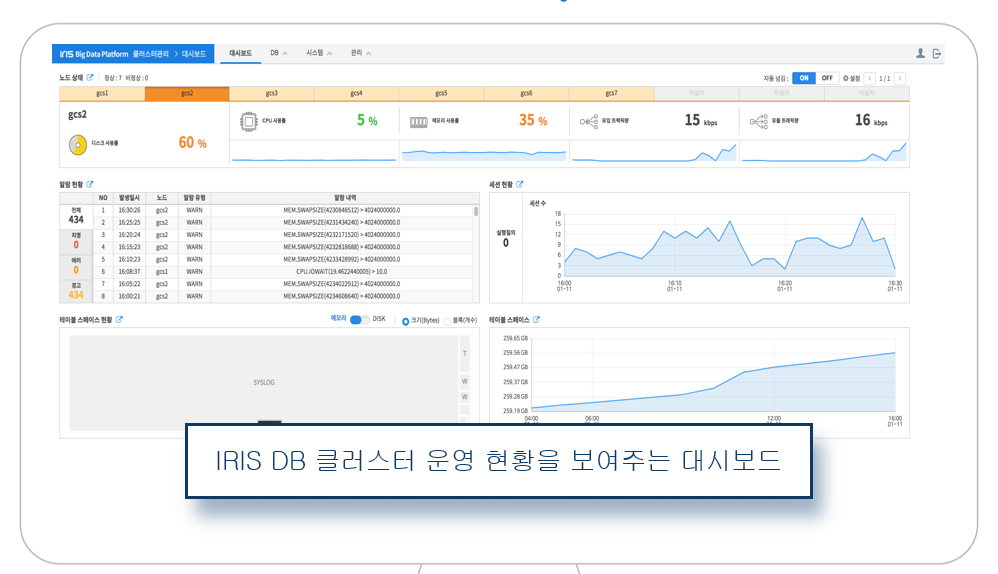 IRIS Big Data Platform 클러스터관리 > 대시보드 대시보드 DB 시스템 관리
노드 상태 정상 : 7 비정상 : 0 자동 넘김 : ON OFF 설정 < 1 / 1 >
gcs1 gcs2 gcs3 gcs4 gcs5 gcs6 gcs7 미설치 미설치 미설치
gcs2
디스크 사용률 60 %
CPU 사용률 5 %
메모리 사용률 35 %
유입 트래픽량 15 kbps
유출 트래픽량 16 kbps
알람 현황
전체
434
치명
0
에러
0
경고
434
NO 발생일시 노드 알람 유형 알람 내역
1 16:30:26 gcs2 WARN MEM.SWAPSIZE(4230848512) > 4024000000.0
2 16:25:25 gcs2 WARN MEM.SWAPSIZE(4231434240) > 4024000000.0
3 16:20:24 gcs2 WARN MEM.SWAPSIZE(4232171520) > 4024000000.0
4 16:15:23 gcs2 WARN MEM.SWAPSIZE(4232818688) > 4024000000.0
5 16:10:23 gcs2 WARN MEM.SWAPSIZE(4233428992) > 4024000000.0
6 16:08:37 gcs1 WARN CPU.IOWAIT(19.4622440005) > 10.0
7 16:05:22 gcs2 WARN MEM.SWAPSIZE(4234022912) > 4024000000.0
8 16:00:21 gcs2 WARN MEM.SWAPSIZE(4234608640) > 4024000000.0
세션 현황
실행질의
0
세션 수
18
15
12
9
6
3
0
16:00 16:10 16:20 16:30
01-11 01-11 01-11 01-11
테이블 스페이스 현황 메모리 DISK 크기(Bytes) 블록(개수)
SYSLOG
T
W
W
테이블 스페이스
259.65 GB
259.56 GB
259.47 GB
259.37 GB
259.28 GB
259.19 GB
04:00 06:00 12:00 16:00
01-11
IRIS DB 클러스터 운영 현황을 보여주는 대시보드